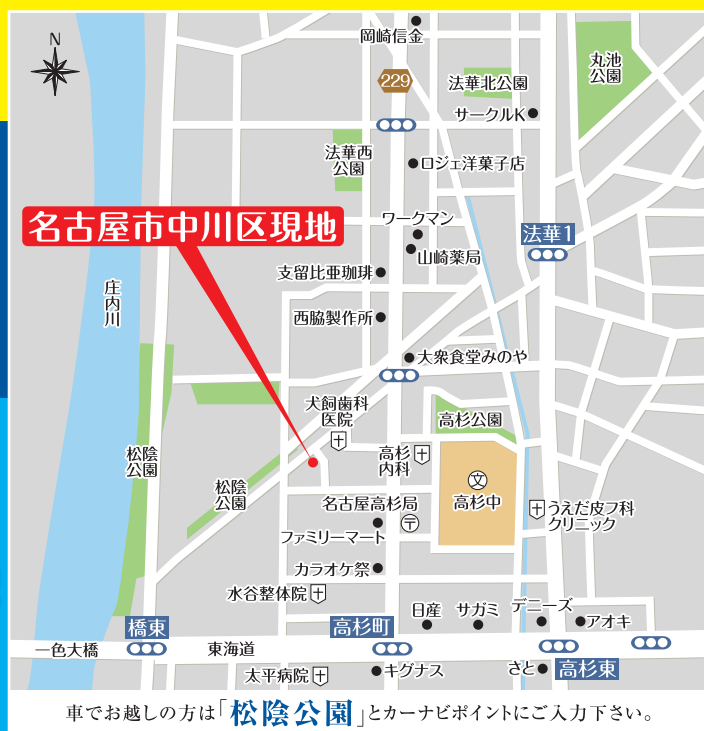 N
岡崎信金
229
法華北公園
丸池
公園
サークルK
法華西
公園
ロジェ洋菓子店
名古屋市中川区現地
ワークマン
法華1
山崎薬局
支留比亜珈琲
庄内川
西脇製作所
大衆食堂みのや
犬飼歯科
医院
高杉公園
松陰
公園
高杉
内科
松陰
公園
文
高杉中
名古屋高杉局
〒
うえだ皮フ科
クリニック
ファミリーマート
カラオケ祭
水谷整体院
橋東
高杉町
日産
サガミ
デニーズ
アオキ
一色大橋
東海道
太平病院
キグナス
さと
高杉東
車でお越しの方は「松陰公園」とカーナビポイントにご入力下さい。